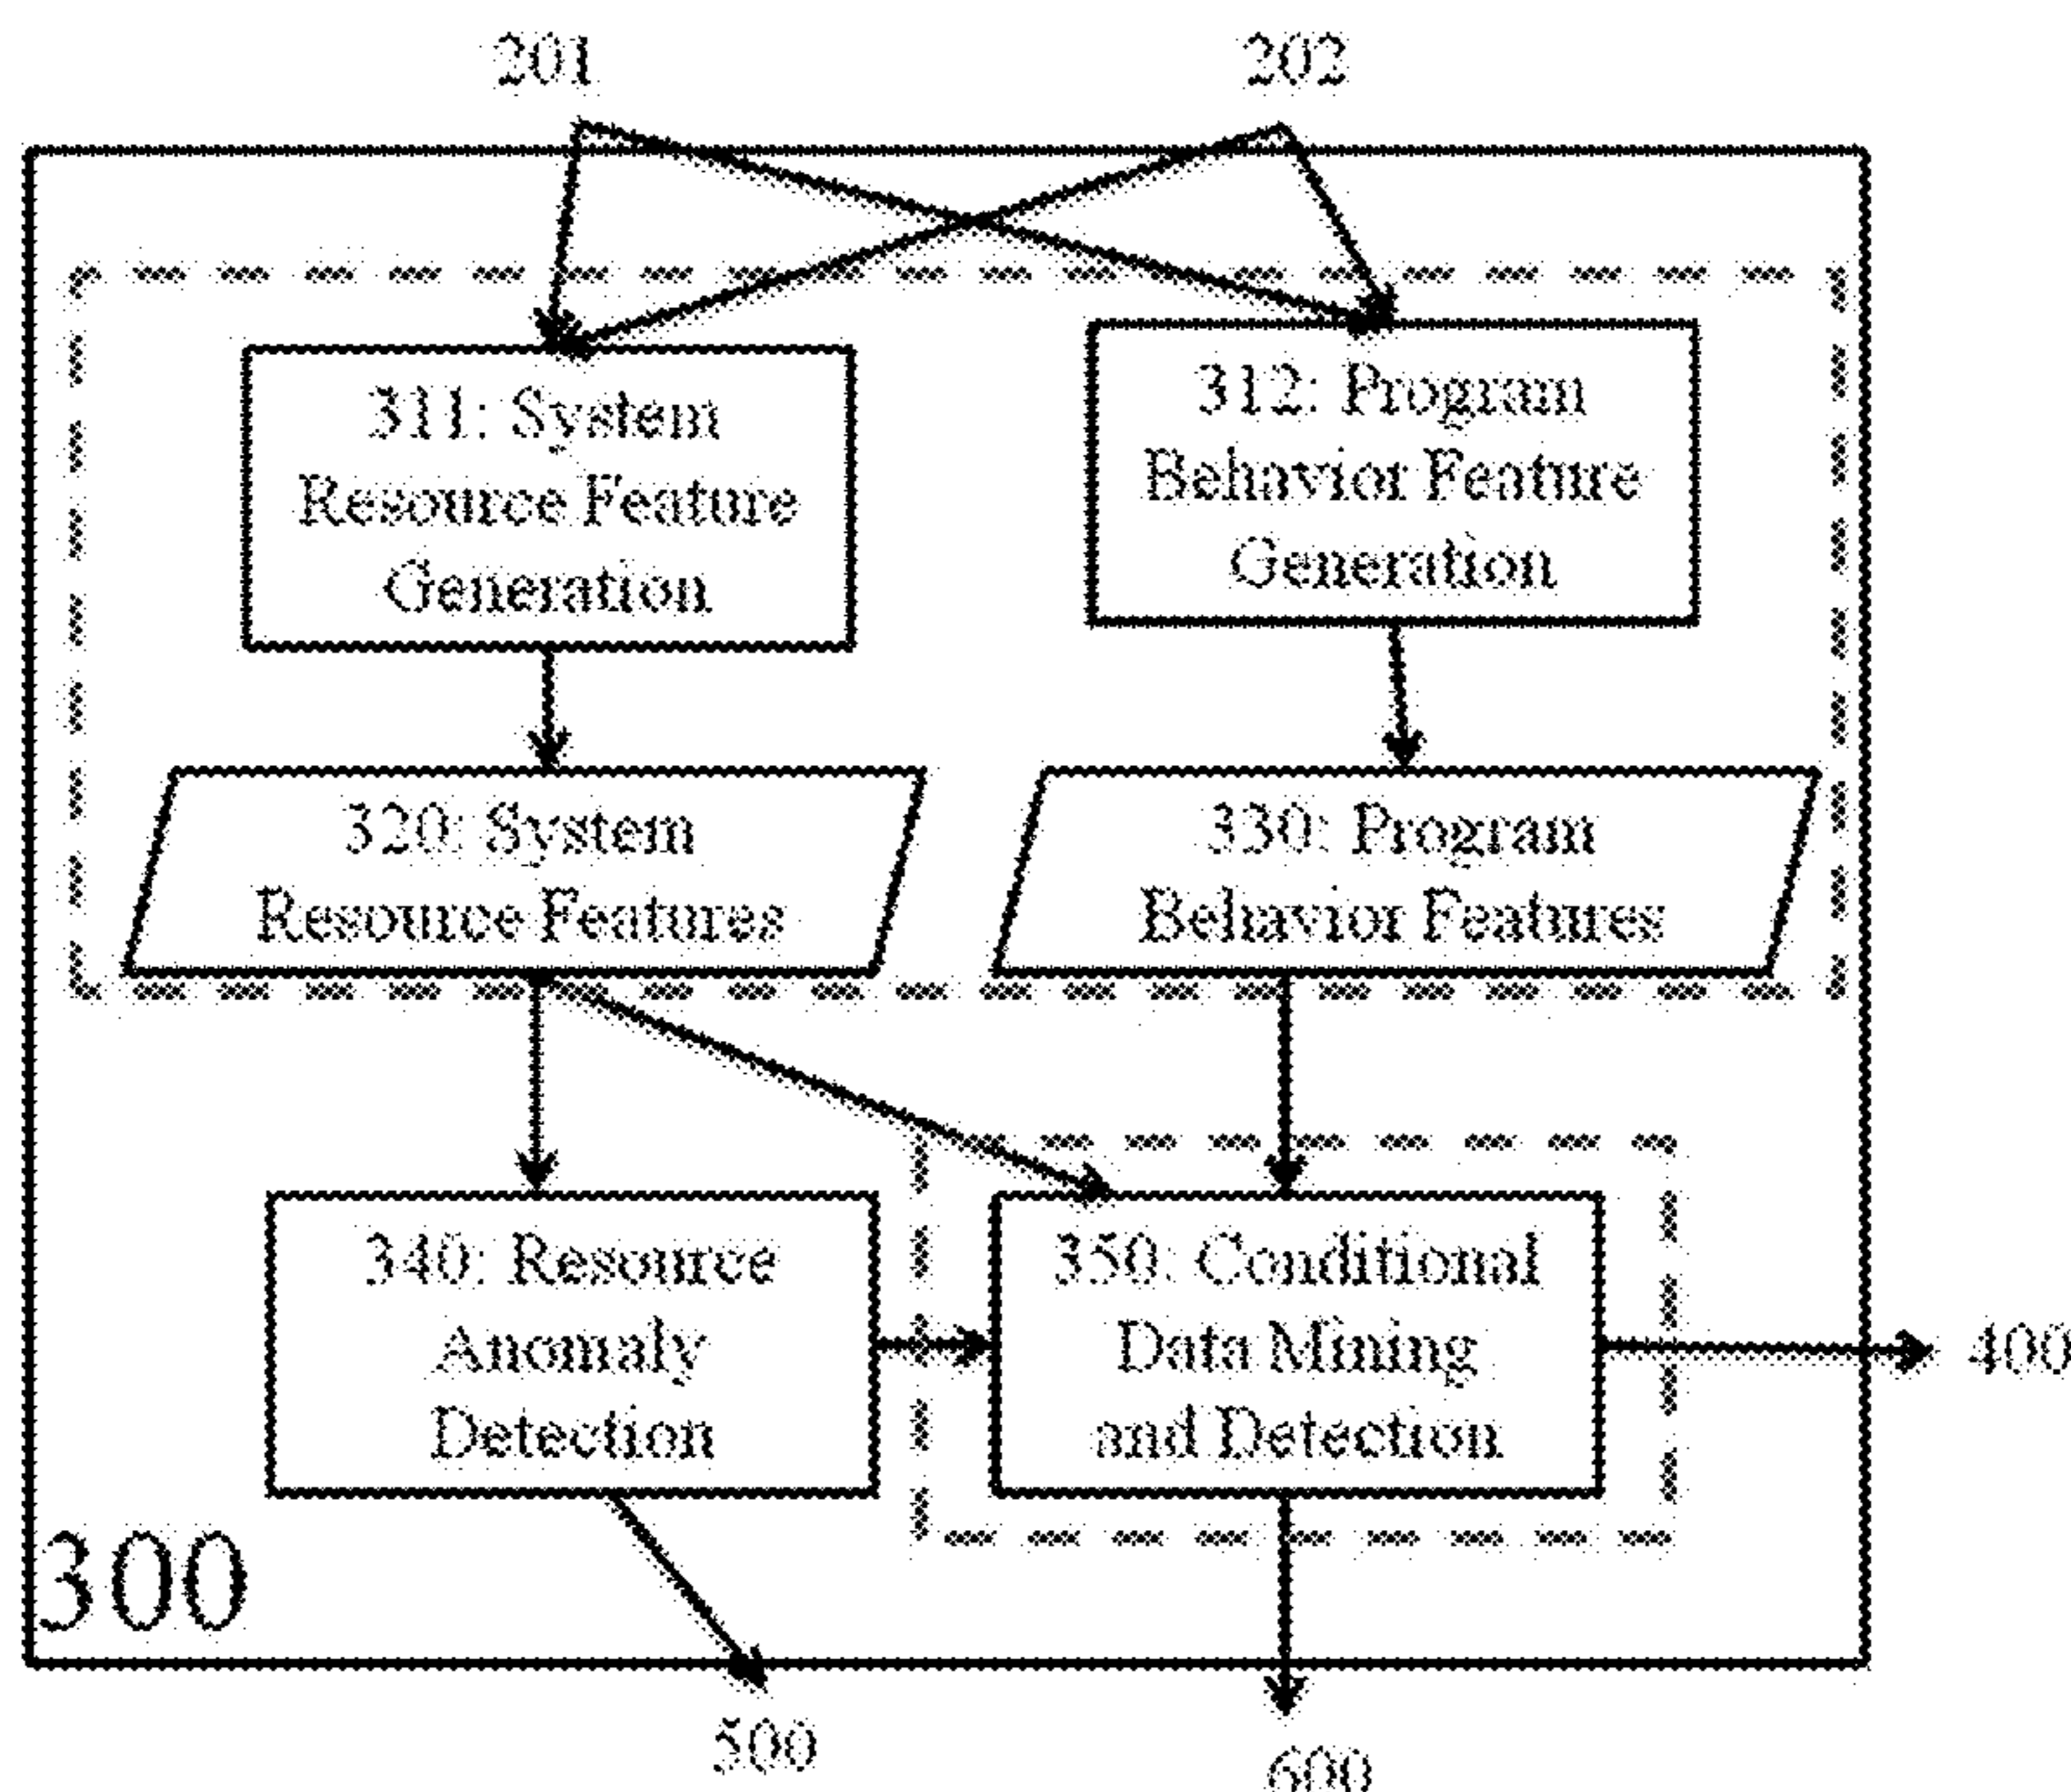 201
202
311: System
Resource Feature
Generation
312: Program
Behavior Feature
Generation
320: System
Resource Features
330: Program
Behavior Features
340: Resource
Anomaly
Detection
350: Conditional
Data Mining
and Detection
400
300
500
600